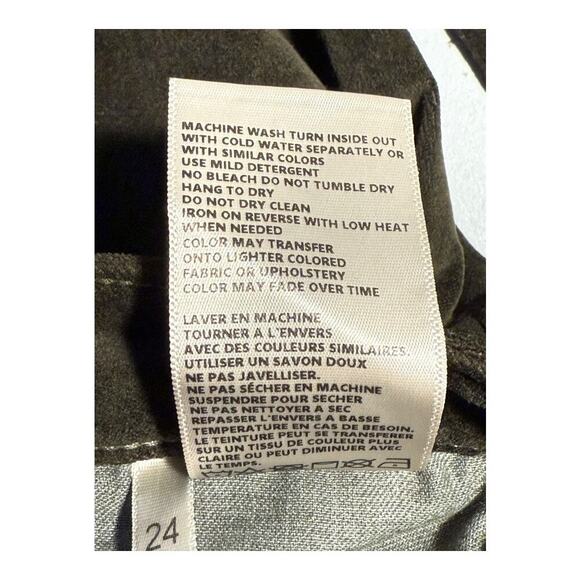 MACHINE WASH TURN INSIDE OUT
WITH COLD WATER SEPARATELY OR
WITH SIMILAR COLORS
USE MILD DETERGENT
NO BLEACH DO NOT TUMBLE DRY
HANG TO DRY
DO NOT DRY CLEAN
IRON ON REVERSE WITH LOW HEAT
WHEN NEEDED
COLOR MAY TRANSFER
ONTO LIGHTER COLORED
FABRIC OR UPHOLSTERY
COLOR MAY FADE OVER TIME
LAVER EN MACHINE
TOURNER A L'ENVERS
AVEC DES COULEURS SIMILAIRES.
UTILISER UN SAVON DOUX
NE PAS JAVELLISER.
NE PAS SÉCHER EN MACHINE
SUSPENDRE POUR SÉCHER
NE PAS NETTOYER A SEC
REPASSER L'ENVERS A BASSE
TEMPERATURE EN CAS DE BESOIN.
LE TEINTURE PEUT SE TRANSFERER
SUR UN TISSU DE COULEUR PLUS
CLAIRE OU PEUT DIMINUER AVEC
LE TEMPS.
24